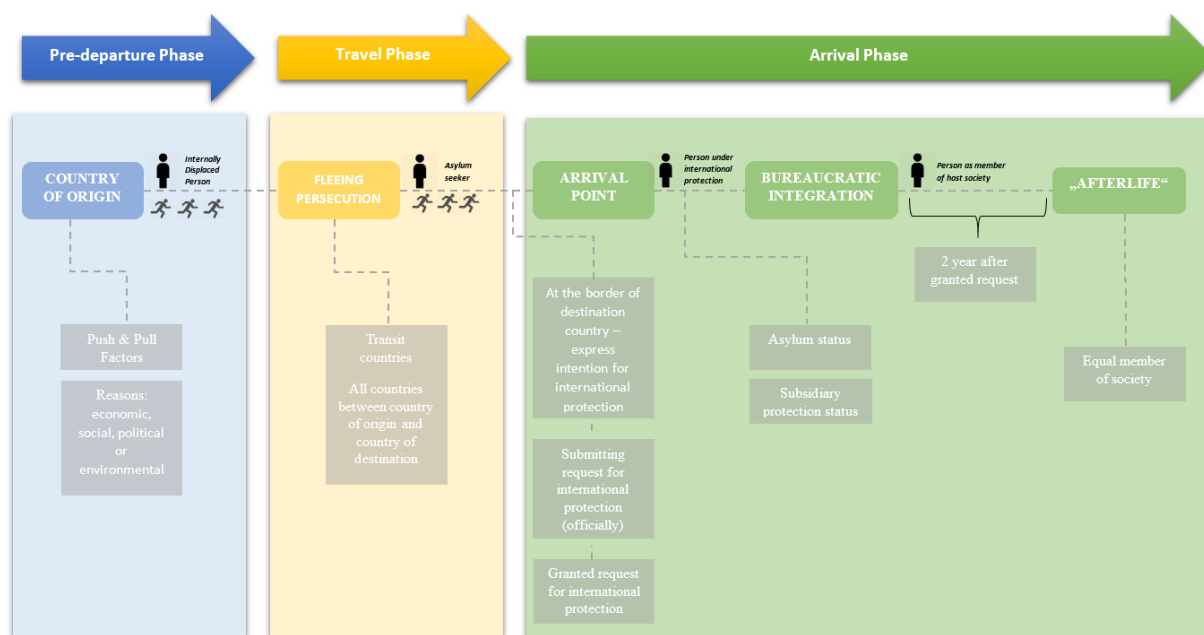 Pre-departure Phase
Travel Phase
Arrival Phase
COUNTRY
OF ORIGIN
Internally
Displaced
Person
FLEEING
PERSECUTION
Asylum
seeker
ARRIVAL
POINT
Person under
international
protection
BUREAUCRATIC
INTEGRATION
Person as member
of host society
„AFTERLIFE“
Push & Pull
Factors
Reasons:
economic,
social, political
or
environmental
Transit
countries
All countries
between country
of origin and
country of
destination
At the border of
destination
country –
express
intention for
international
protection
Submitting
request for
international
protection
(officially)
Granted request
for international
protection
Asylum status
Subsidiary
protection status
2 year after
granted request
Equal member
of society